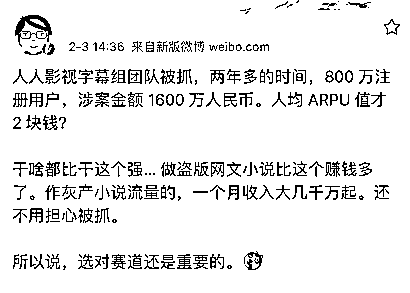 2-3 14:36 来自新版微博 weibo.com
人人影视字幕组团队被抓，两年多的时间，800 万注
册用户，涉案金额 1600 万人民币。人均 ARPU 值才
2 块钱？
干啥都比干这个强... 做盗版网文小说比这个赚钱多
了。作灰产小说流量的，一个月收入大几千万起。还
不用担心被抓。
所以说，选对赛道还是重要的。